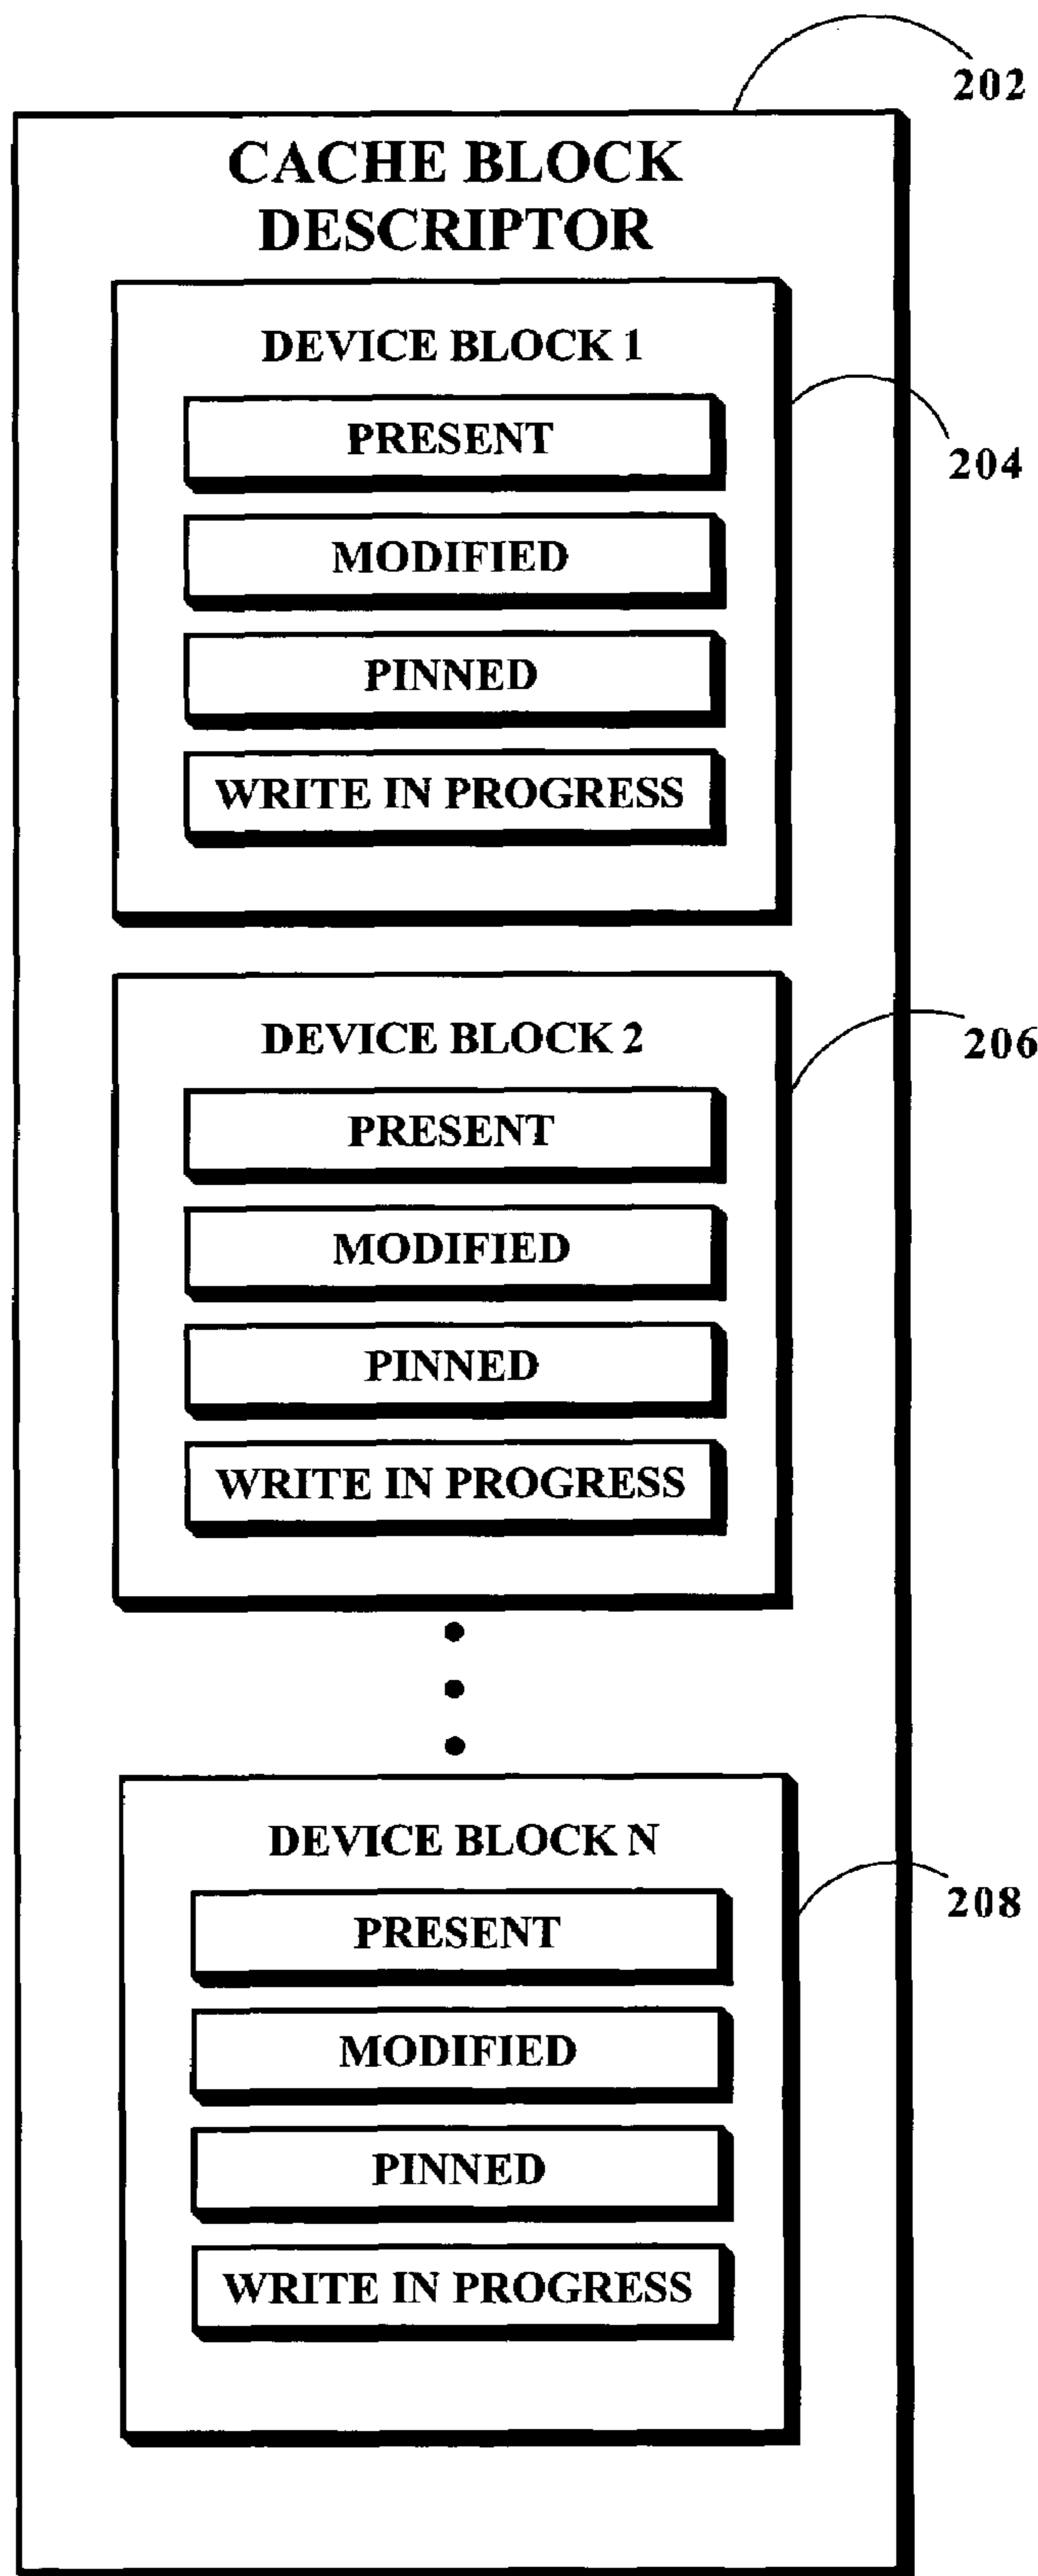 202
CACHE BLOCK
DESCRIPTOR
DEVICE BLOCK 1
PRESENT
204
MODIFIED
PINNED
WRITE IN PROGRESS
DEVICE BLOCK 2
206
PRESENT
MODIFIED
PINNED
WRITE IN PROGRESS
DEVICE BLOCK N
208
PRESENT
MODIFIED
PINNED
WRITE IN PROGRESS